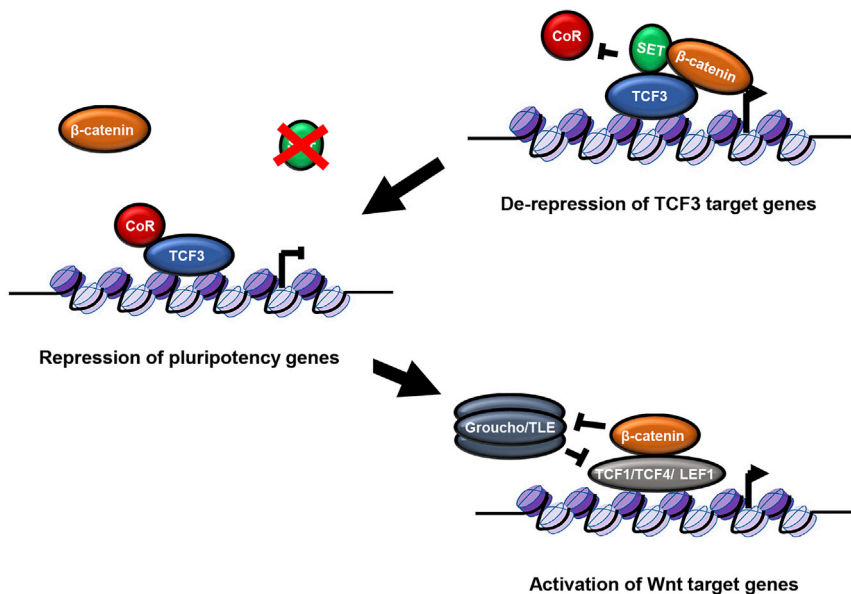 CoR
SET
β-catenin
TCF3
De-repression of TCF3 target genes
β-catenin
CoR
TCF3
Repression of pluripotency genes
Groucho/TLE
β-catenin
TCF1/TCF4/ LEF1
Activation of Wnt target genes